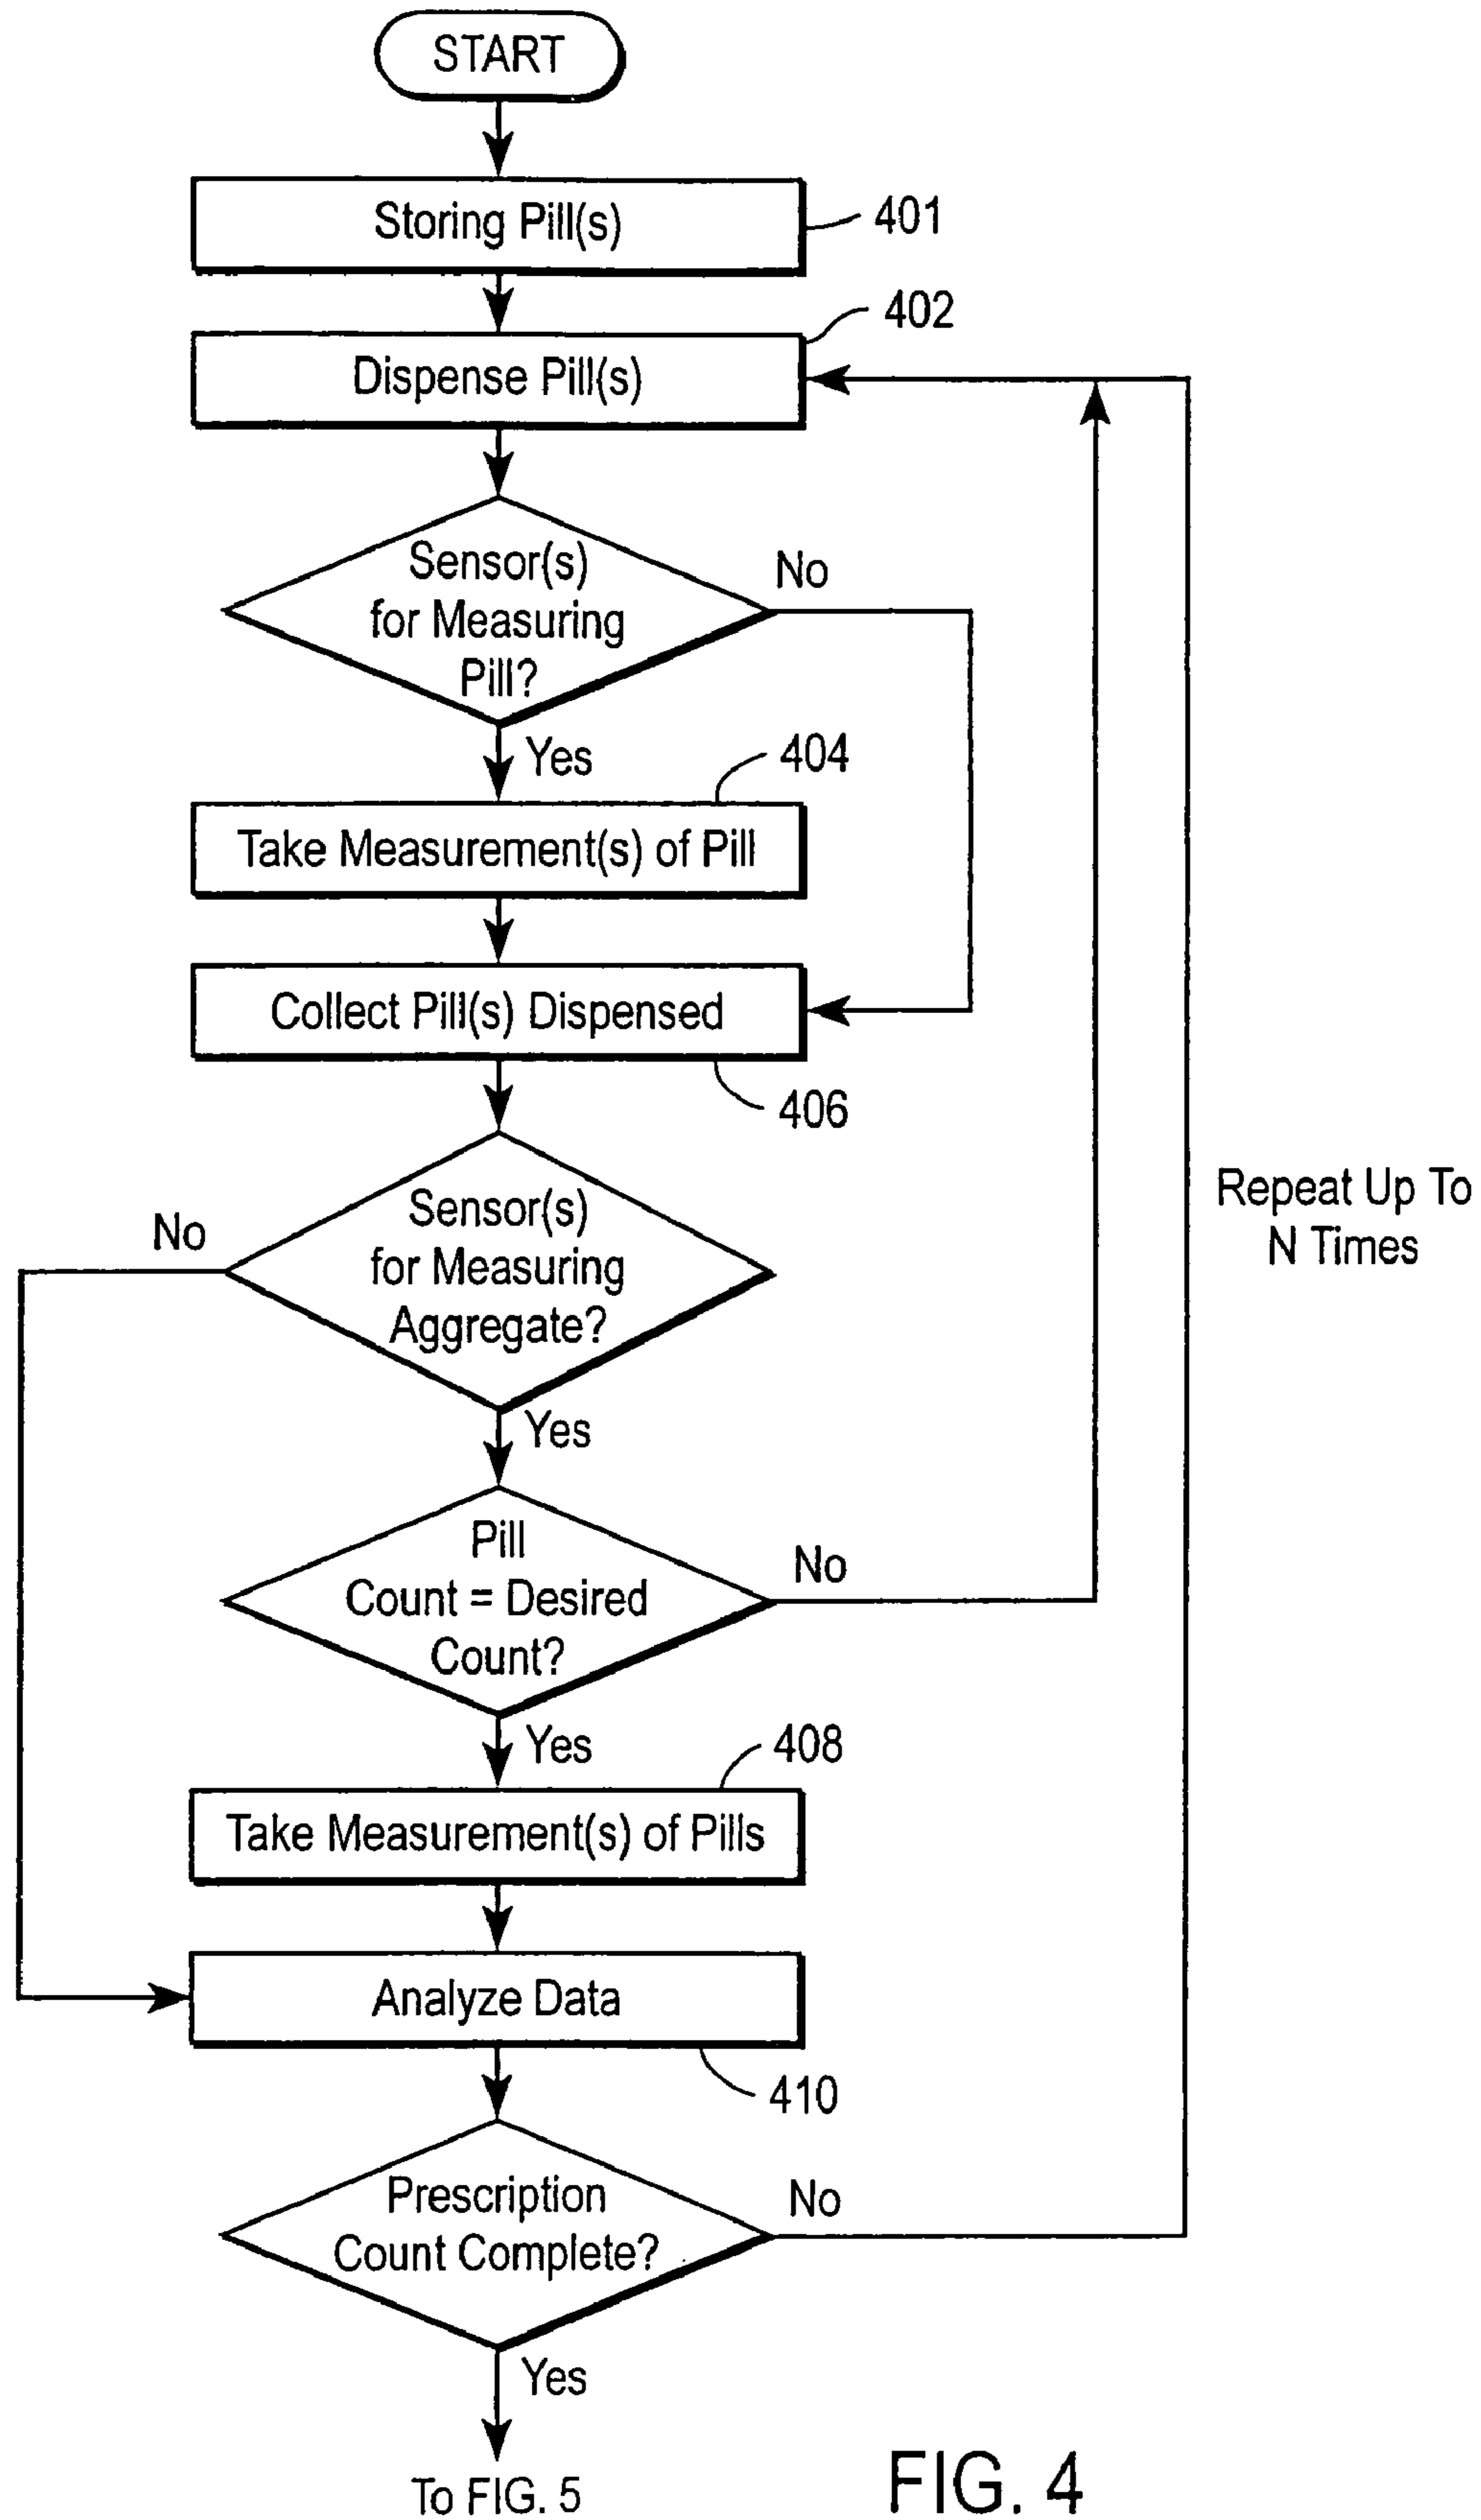 START
Storing Pill(s)
401
402
Dispense Pill(s)
Sensor(s)
for Measuring
Pill?
No
Yes
404
Take Measurement(s) of Pill
Collect Pill(s) Dispensed
406
Sensor(s)
for Measuring
Aggregate?
No
Repeat Up To
N Times
Yes
Pill
Count = Desired
Count?
No
Yes
408
Take Measurement(s) of Pills
Analyze Data
410
Prescription
Count Complete?
No
Yes
To FIG. 5
FIG. 4